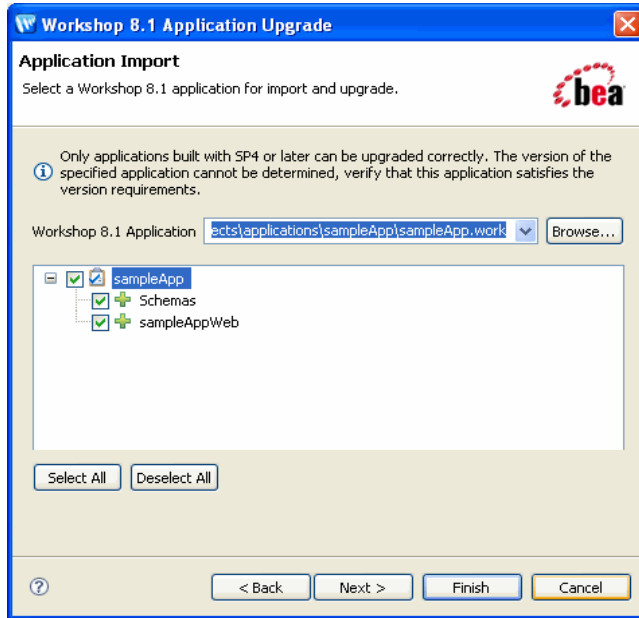 Workshop 8.1 Application Upgrade
Application Import
Select a Workshop 8.1 application for import and upgrade.
bea
Only applications built with SP4 or later can be upgraded correctly. The version of the
specified application cannot be determined, verify that this application satisfies the
version requirements.
Workshop 8.1 Application ects\applications\sampleApp\sampleApp.work Browse...
sampleApp
Schemas
sampleAppWeb
Select All Deselect All
< Back Next > Finish Cancel